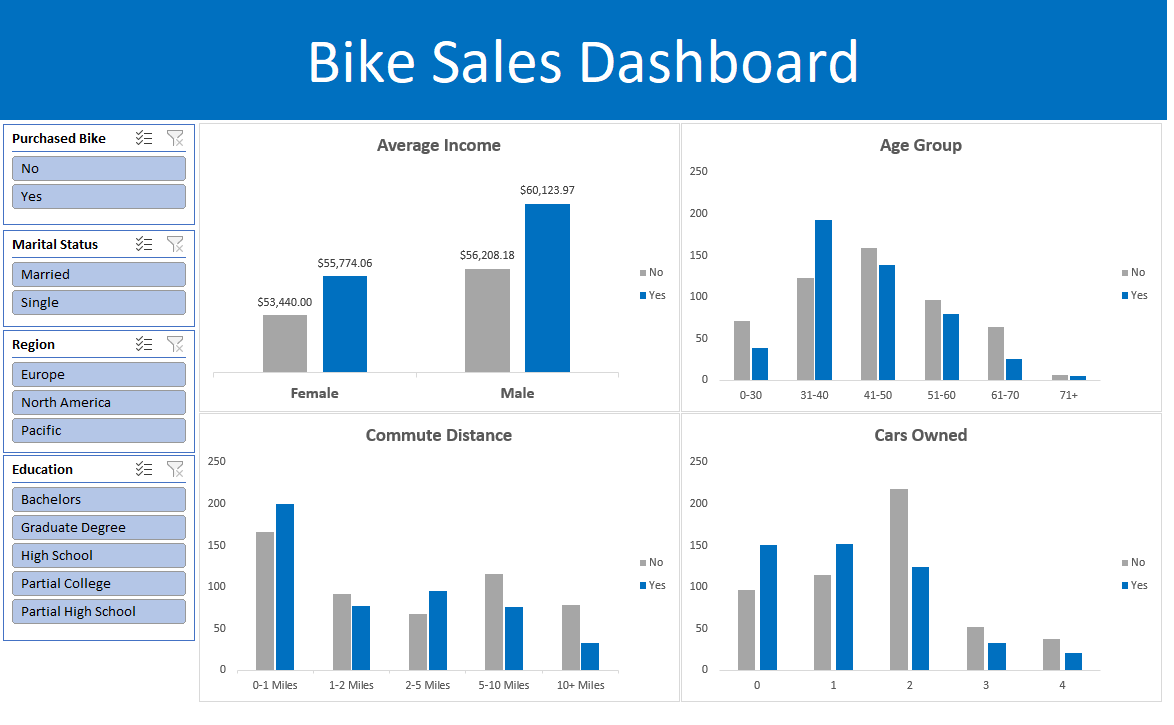 Bike Sales Dashboard
Purchased Bike
No
Yes
Marital Status
Married
Single
Region
Europe
North America
Pacific
Education
Bachelors
Graduate Degree
High School
Partial College
Partial High School
Average Income
$60,123.97
$56,208.18
$55,774.06
$53,440.00
No
Yes
Female
Male
Age Group
250
200
150
100
50
0
0-30
31-40
41-50
51-60
61-70
71+
No
Yes
Commute Distance
250
200
150
100
50
0
0-1 Miles
1-2 Miles
2-5 Miles
5-10 Miles
10+ Miles
No
Yes
Cars Owned
250
200
150
100
50
0
0
1
2
3
4
No
Yes